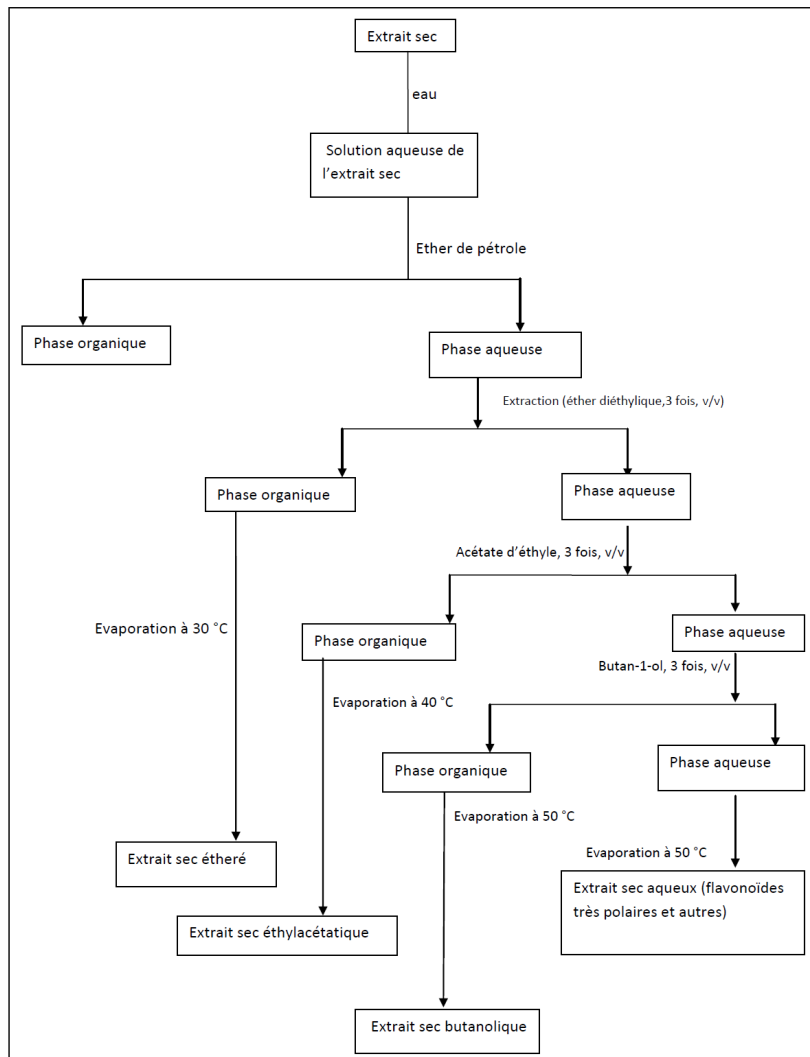 Extrait sec
eau
Solution aqueuse de
l'extrait sec
Ether de pétrole
Phase organique
Phase aqueuse
Extraction (éther diéthylique,3 fois, v/v)
Phase organique
Phase aqueuse
Acétate d'éthyle, 3 fois, v/v
Evaporation à 30 °C
Phase organique
Phase aqueuse
Butan-1-ol, 3 fois, v/v
Evaporation à 40 °C
Phase organique
Phase aqueuse
Evaporation à 50 °C
Evaporation à 50 °C
Extrait sec étheré
Extrait sec aqueux (flavonoïdes
très polaires et autres)
Extrait sec éthylacétatique
Extrait sec butanolique